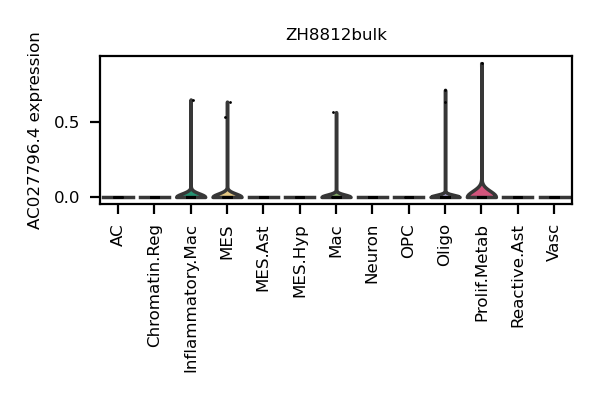 ZH8812bulk
AC027796.4 expression
0.5
0.0
AC
Chromatin.Reg
Inflammatory.Mac
MES
MES.Ast
MES.Hyp
Mac
Neuron
OPC
Oligo
Prolif.Metab
Reactive.Ast
Vasc